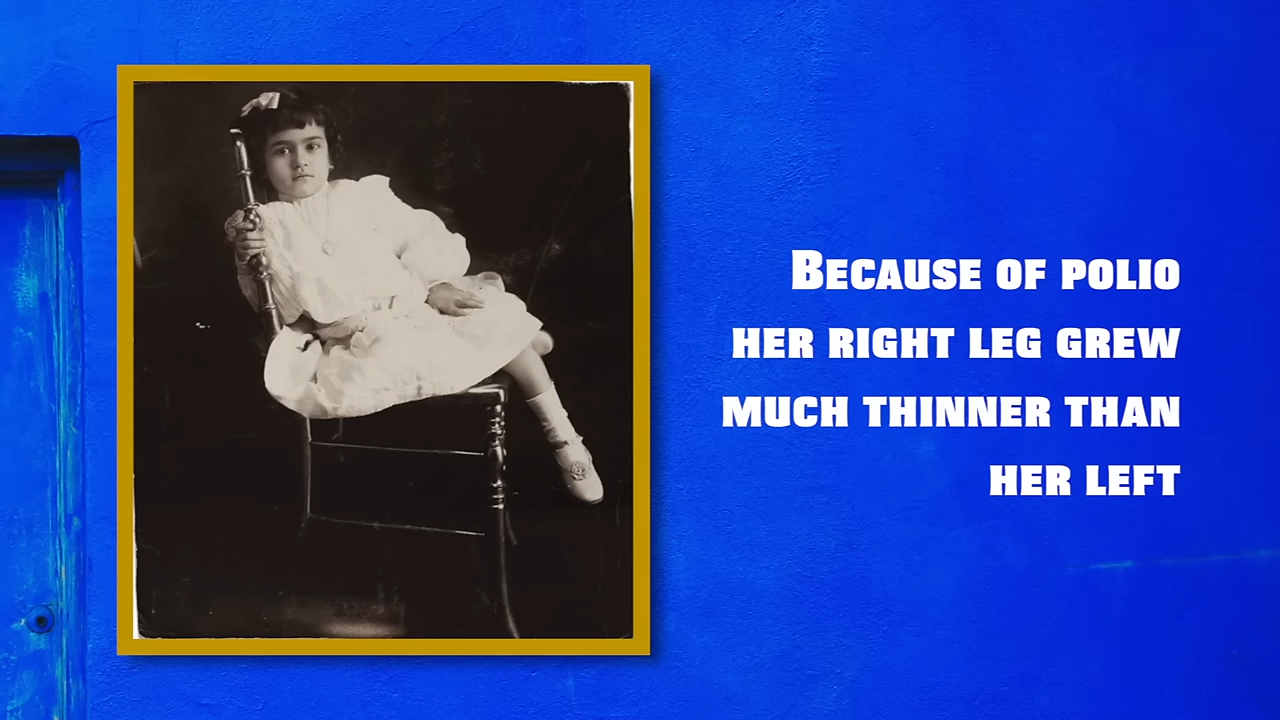 Because of polio
her right leg grew
much thinner than
her left